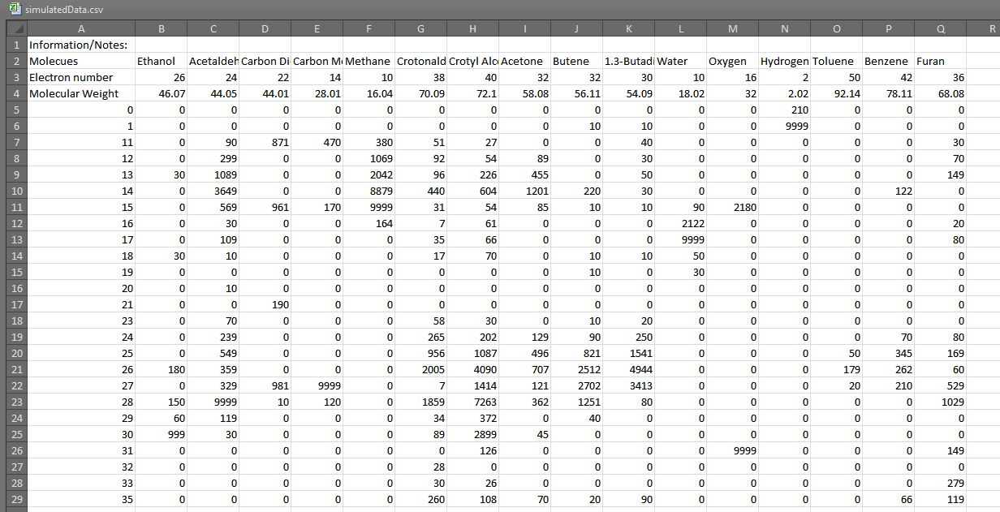 simulatedData.csv
A B C D E F G H I J K L M N O P Q R
1 Information/Notes:
2 Molecues Ethanol Acetaldeh Carbon Di Carbon Mo Methane Crotonald Crotyl Alco Acetone Butene 1.3-Butadi Water Oxygen Hydrogen Toluene Benzene Furan
3 Electron number 26 24 22 14 10 38 40 32 32 30 10 16 2 50 42 36
4 Molecular Weight 46.07 44.05 44.01 28.01 16.04 70.09 72.1 58.08 56.11 54.09 18.02 32 2.02 92.14 78.11 68.08
5 0 0 0 0 0 0 0 0 0 0 0 0 0 210 0 0 0
6 1 0 0 0 0 0 0 0 0 10 10 0 0 9999 0 0 0
7 11 0 90 871 470 380 51 27 0 0 40 0 0 0 0 0 30
8 12 0 299 0 0 1069 92 54 89 0 30 0 0 0 0 0 70
9 13 30 1089 0 0 2042 96 226 455 0 50 0 0 0 0 0 149
10 14 0 3649 0 0 8879 440 604 1201 220 30 0 0 0 0 122 0
11 15 0 569 961 170 9999 31 54 85 10 10 90 2180 0 0 0 0
12 16 0 30 0 0 164 7 61 0 0 0 2122 0 0 0 0 20
13 17 0 109 0 0 0 35 66 0 0 0 9999 0 0 0 0 80
14 18 30 10 0 0 0 17 70 0 10 10 50 0 0 0 0 0
15 19 0 0 0 0 0 0 0 0 10 0 30 0 0 0 0 0
16 20 0 10 0 0 0 0 0 0 0 0 0 0 0 0 0 0
17 21 0 0 190 0 0 0 0 0 0 0 0 0 0 0 0 0
18 23 0 70 0 0 0 58 30 0 10 20 0 0 0 0 0 0
19 24 0 239 0 0 0 265 202 129 90 250 0 0 0 0 70 80
20 25 0 549 0 0 0 956 1087 496 821 1541 0 0 0 50 345 169
21 26 180 359 0 0 0 2005 4090 707 2512 4944 0 0 0 179 262 60
22 27 0 329 981 9999 0 7 1414 121 2702 3413 0 0 0 20 210 529
23 28 150 9999 10 120 0 1859 7263 362 1251 80 0 0 0 0 0 1029
24 29 60 119 0 0 0 34 372 0 40 0 0 0 0 0 0 0
25 30 999 30 0 0 0 89 2899 45 0 0 0 0 0 0 0 0
26 31 0 0 0 0 0 0 126 0 0 0 0 9999 0 0 0 149
27 32 0 0 0 0 0 28 0 0 0 0 0 0 0 0 0 0
28 33 0 0 0 0 0 30 26 0 0 0 0 0 0 0 0 279
29 35 0 0 0 0 0 260 108 70 20 90 0 0 0 0 66 119